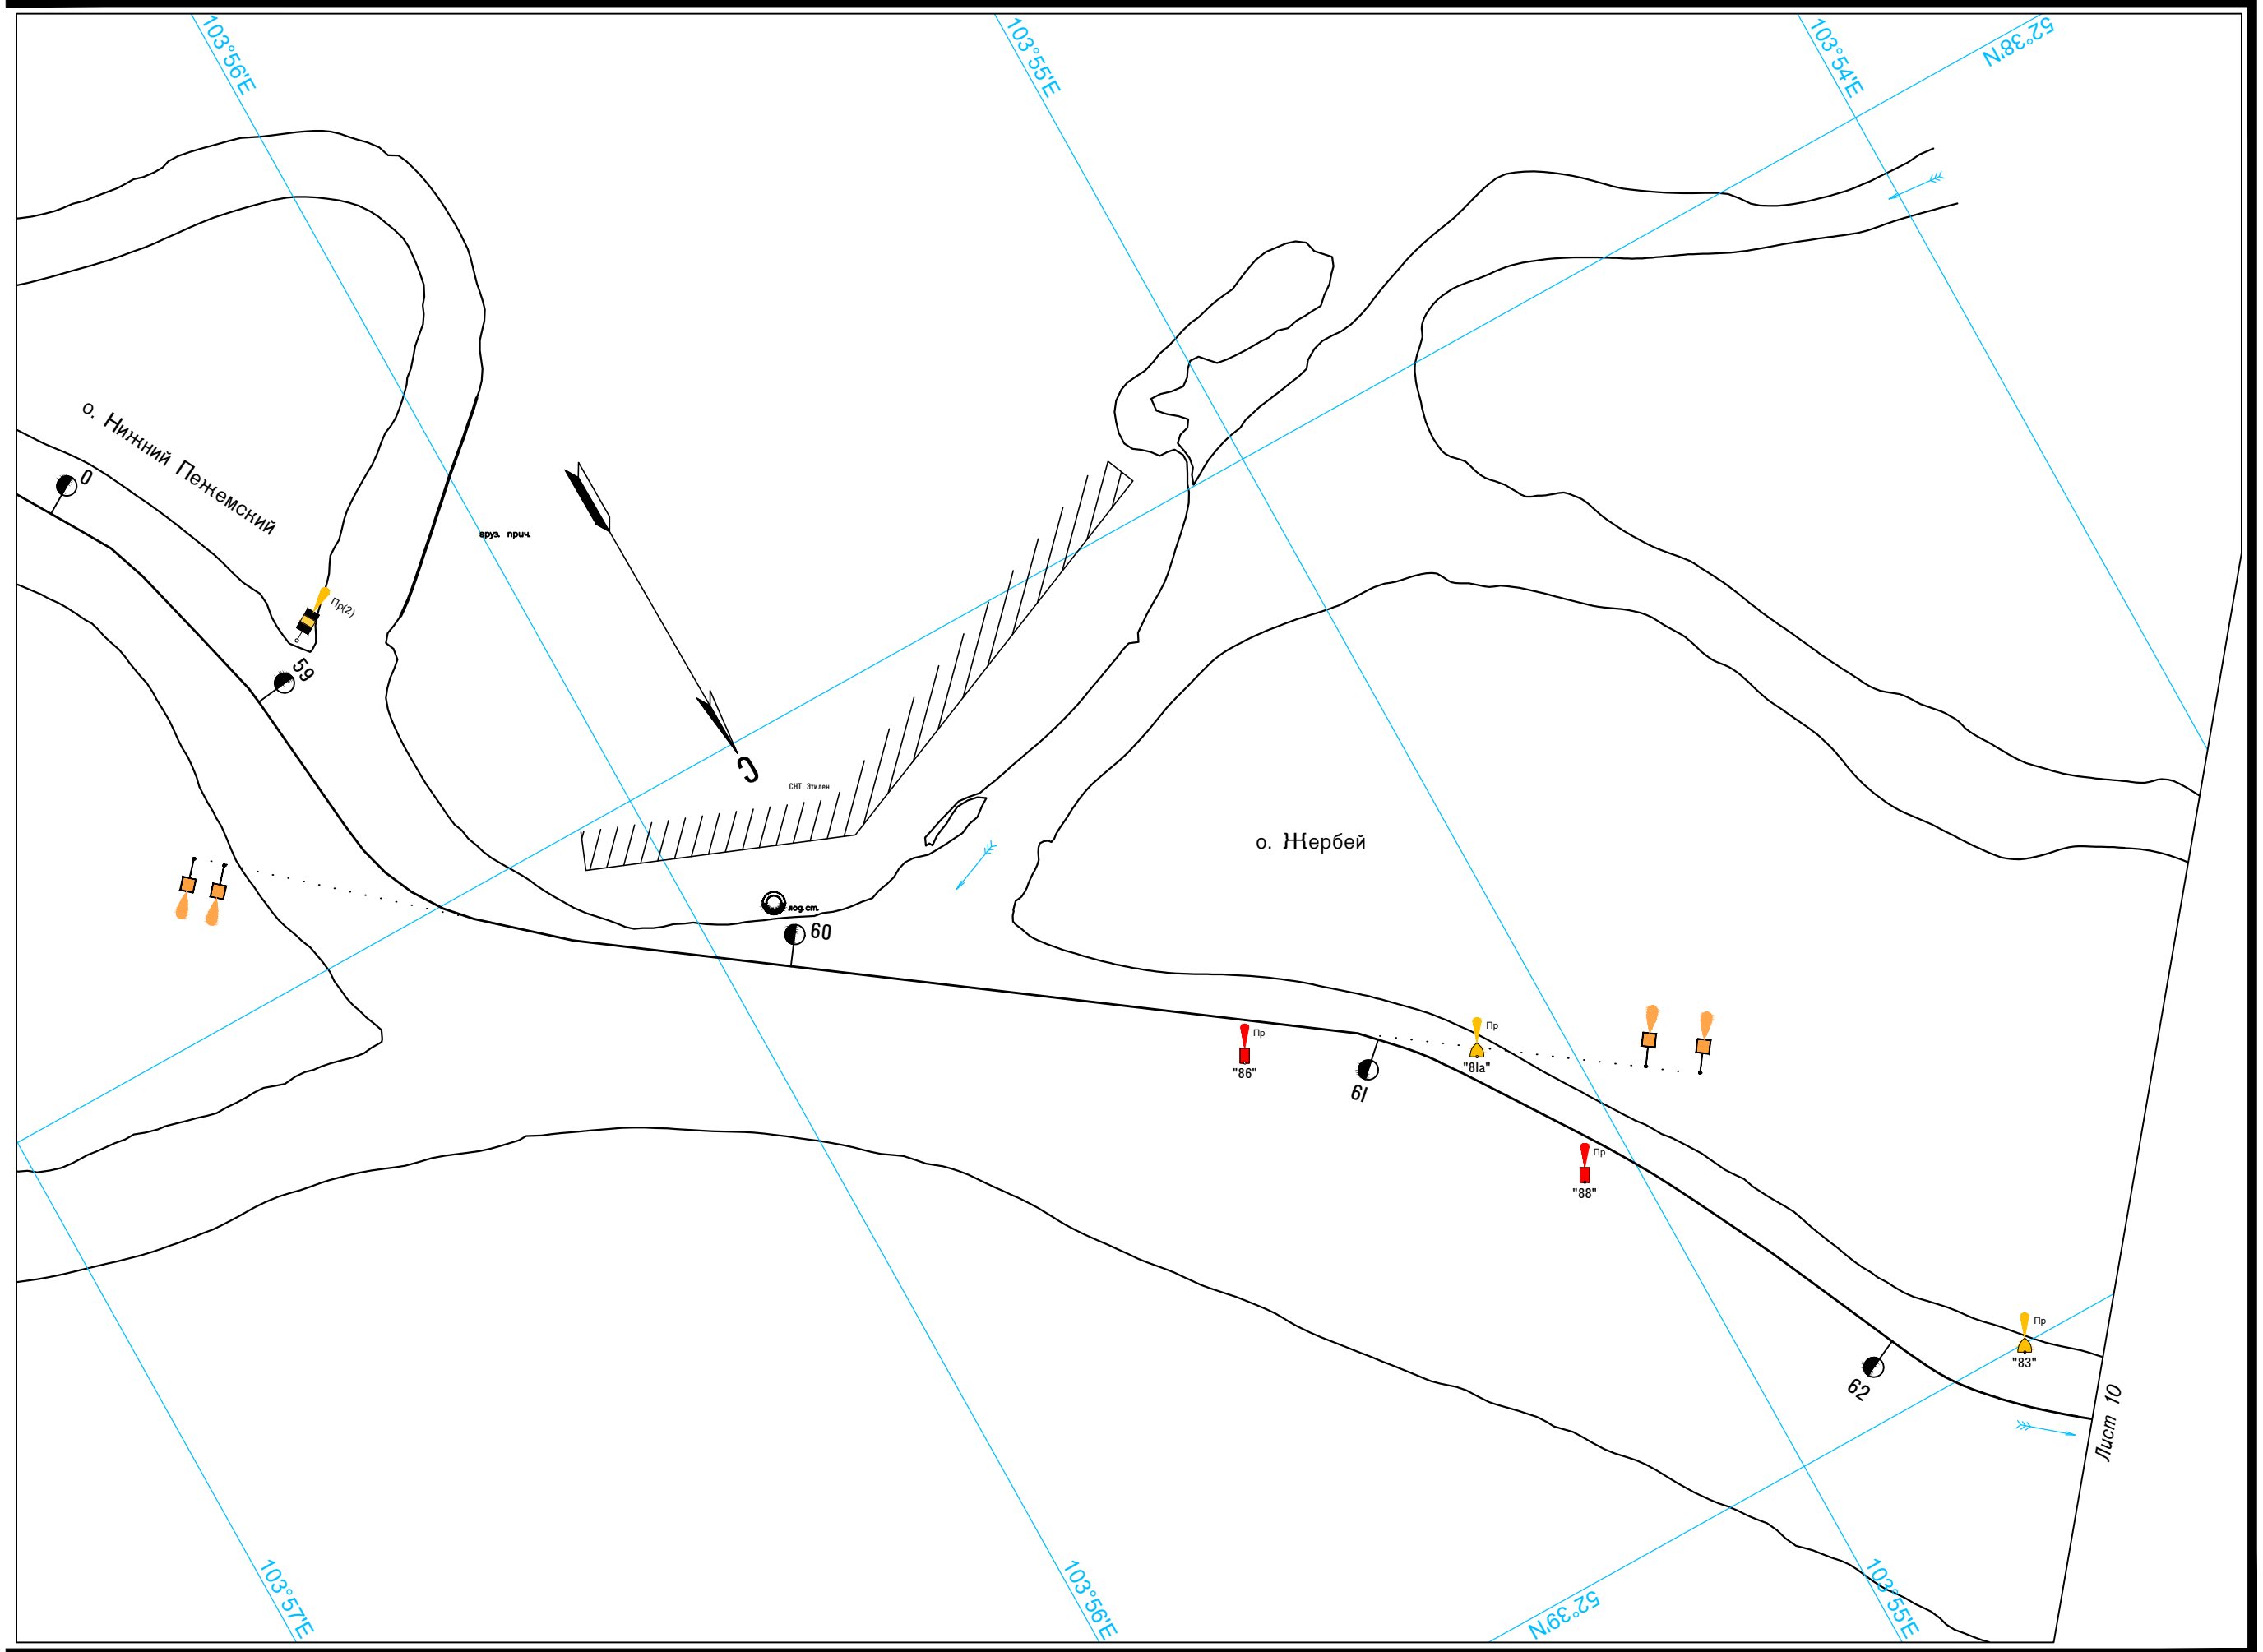 103°56'E
103°55'E
103°54'E
52°38'N
о. Нижний Пежемский
0
груз. прич.
Пр(2)
59
С
СНТ Этилен
о. Жербей
лод.ст.
60
Пр
"86"
Пр
"81а"
61
Пр
"88"
Пр
"83"
62
Лист 10
103°57'E
103°56'E
52°39'N
103°55'E